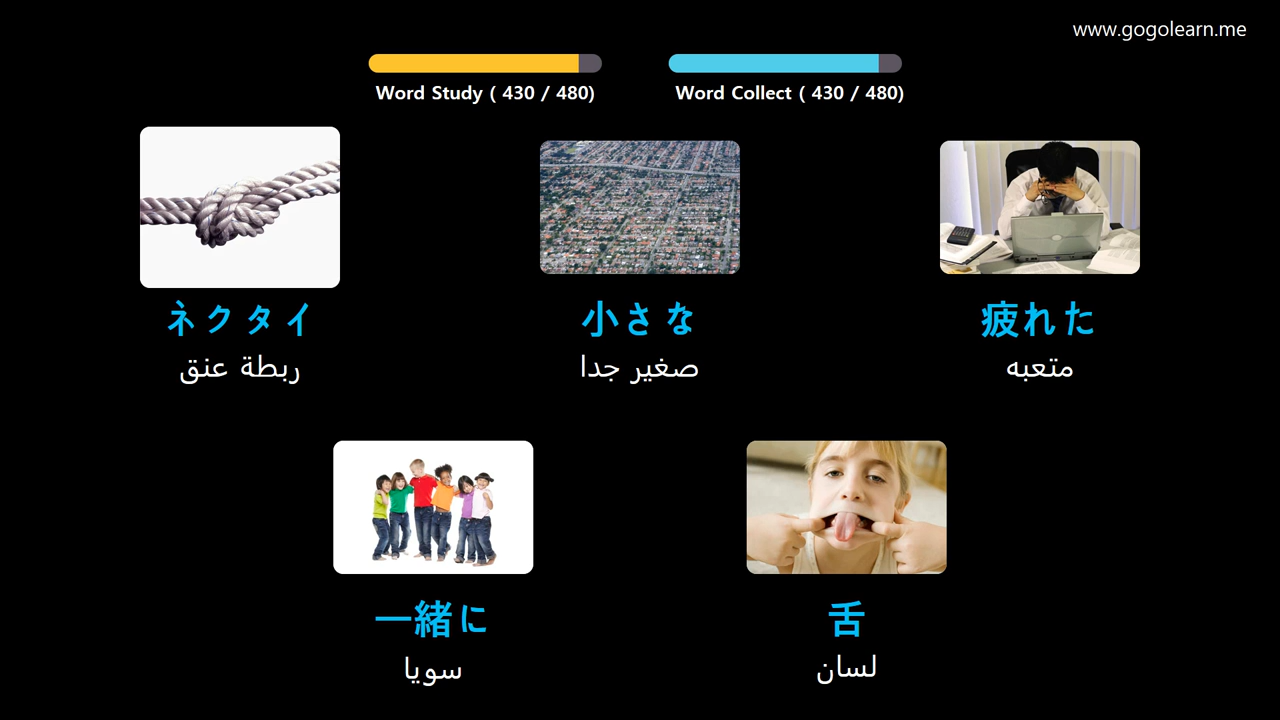 www.gogolearn.me
Word Study ( 430 / 480)
Word Collect ( 430 / 480)
ネクタイ
ربطة عنق
小さな
صغير جدا
疲れた
متعبه
一緒に
سويا
舌
لسان